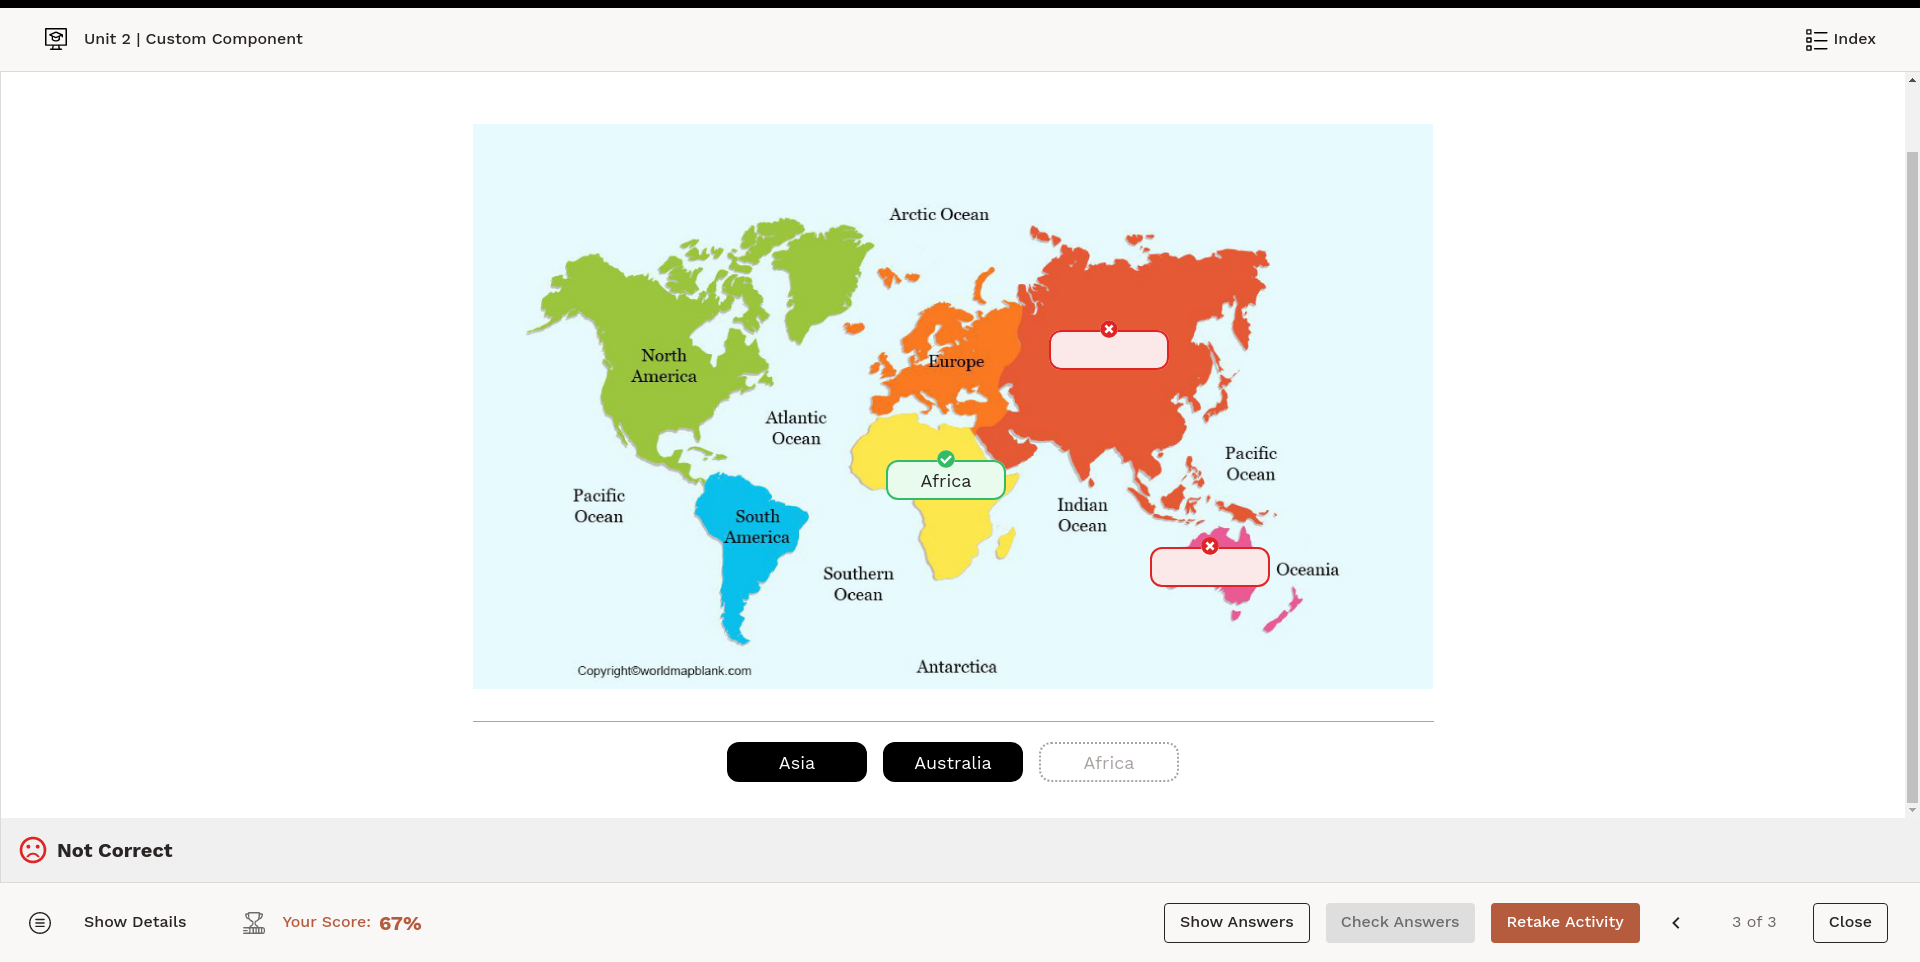 Unit 2 | Custom Component
Index
Arctic Ocean
North
America
Europe
Atlantic
Ocean
Africa
Pacific
Ocean
Pacific
Ocean
Indian
Ocean
South
America
Southern
Ocean
Oceania
Antarctica
Copyright©worldmapblank.com
Asia
Australia
Africa
Not Correct
Show Details
Your Score: 67%
Show Answers
Check Answers
Retake Activity
3 of 3
Close